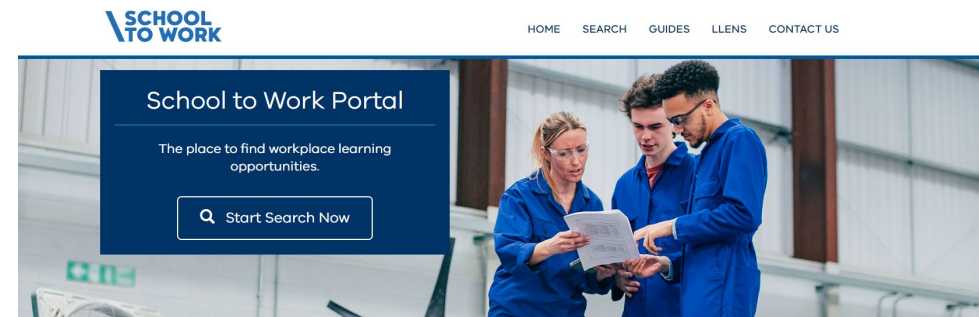 SCHOOL
TO WORK
HOME SEARCH GUIDES LLENS CONTACT US
School to Work Portal
The place to find workplace learning
opportunities.
Start Search Now